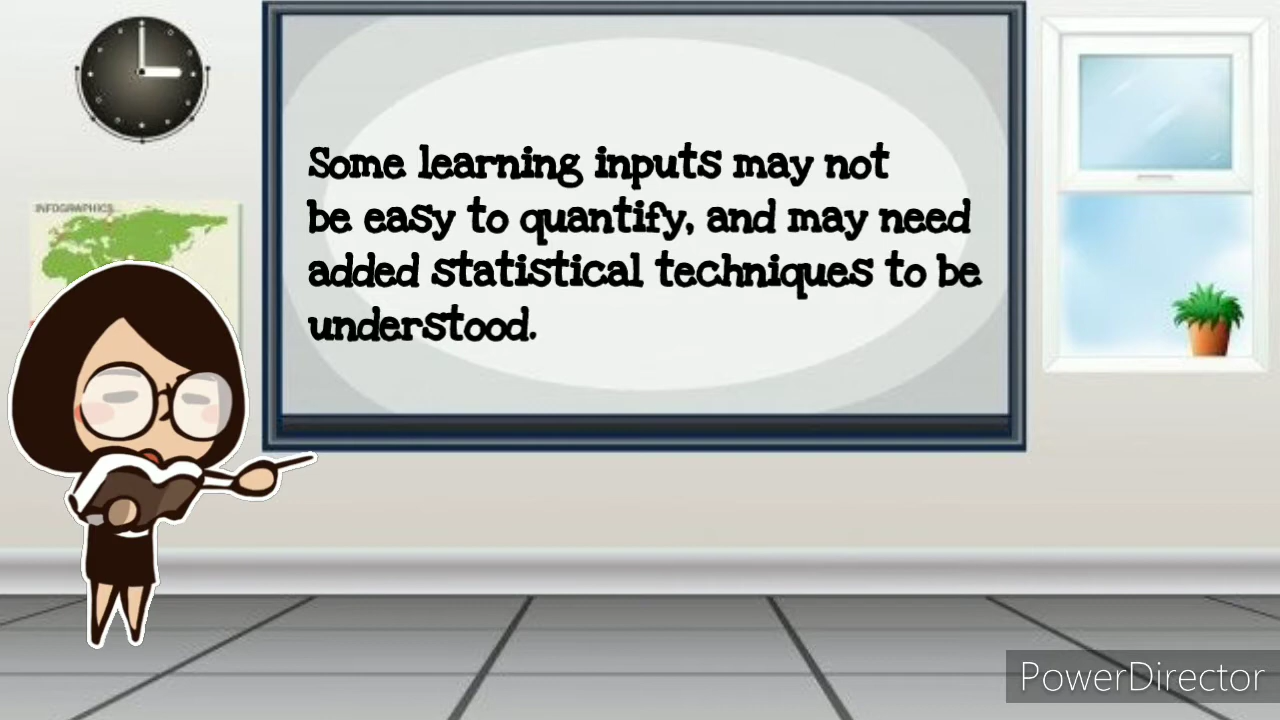 INFOGRAPHICS
Some learning inputs may not
be easy to quantify, and may need
added statistical techniques to be
understood.
PowerDirector